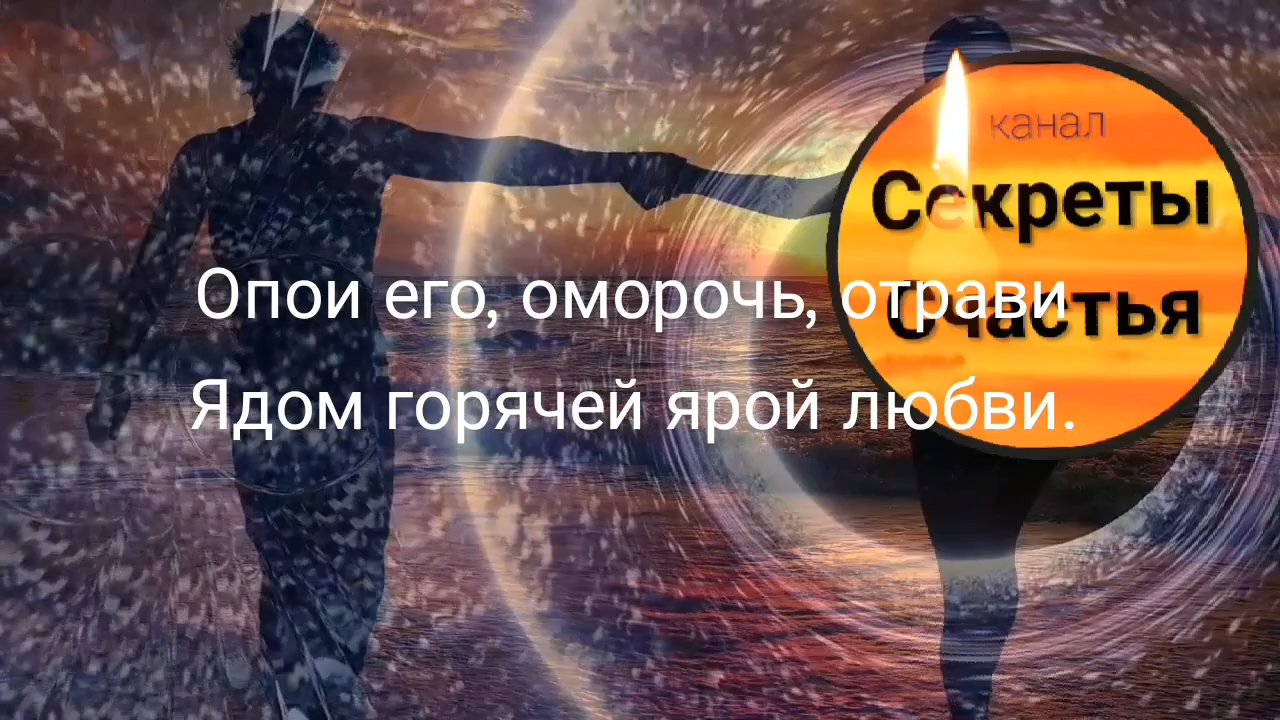 канал
Секреты
Счастья
Опои его, оморочь, отрави
Ядом горячей ярой любви.